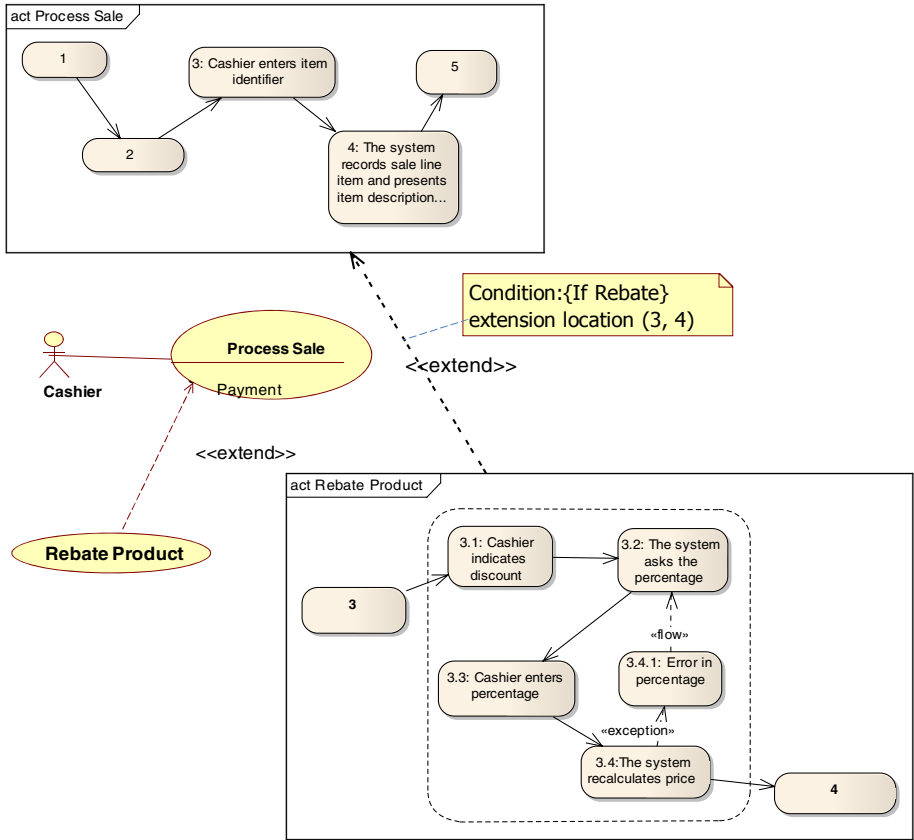 act Process Sale
1
3: Cashier enters item
identifier
5
2
4: The system
records sale line
item and presents
item description...
Condition:{If Rebate}
extension location (3, 4)
<<extend>>
Process Sale
Payment
Cashier
<<extend>>
Rebate Product
act Rebate Product
3.1: Cashier
indicates
discount
3.2: The system
asks the
percentage
3
«flow»
3.3: Cashier enters
percentage
3.4.1: Error in
percentage
«exception»
3.4:The system
recalculates price
4